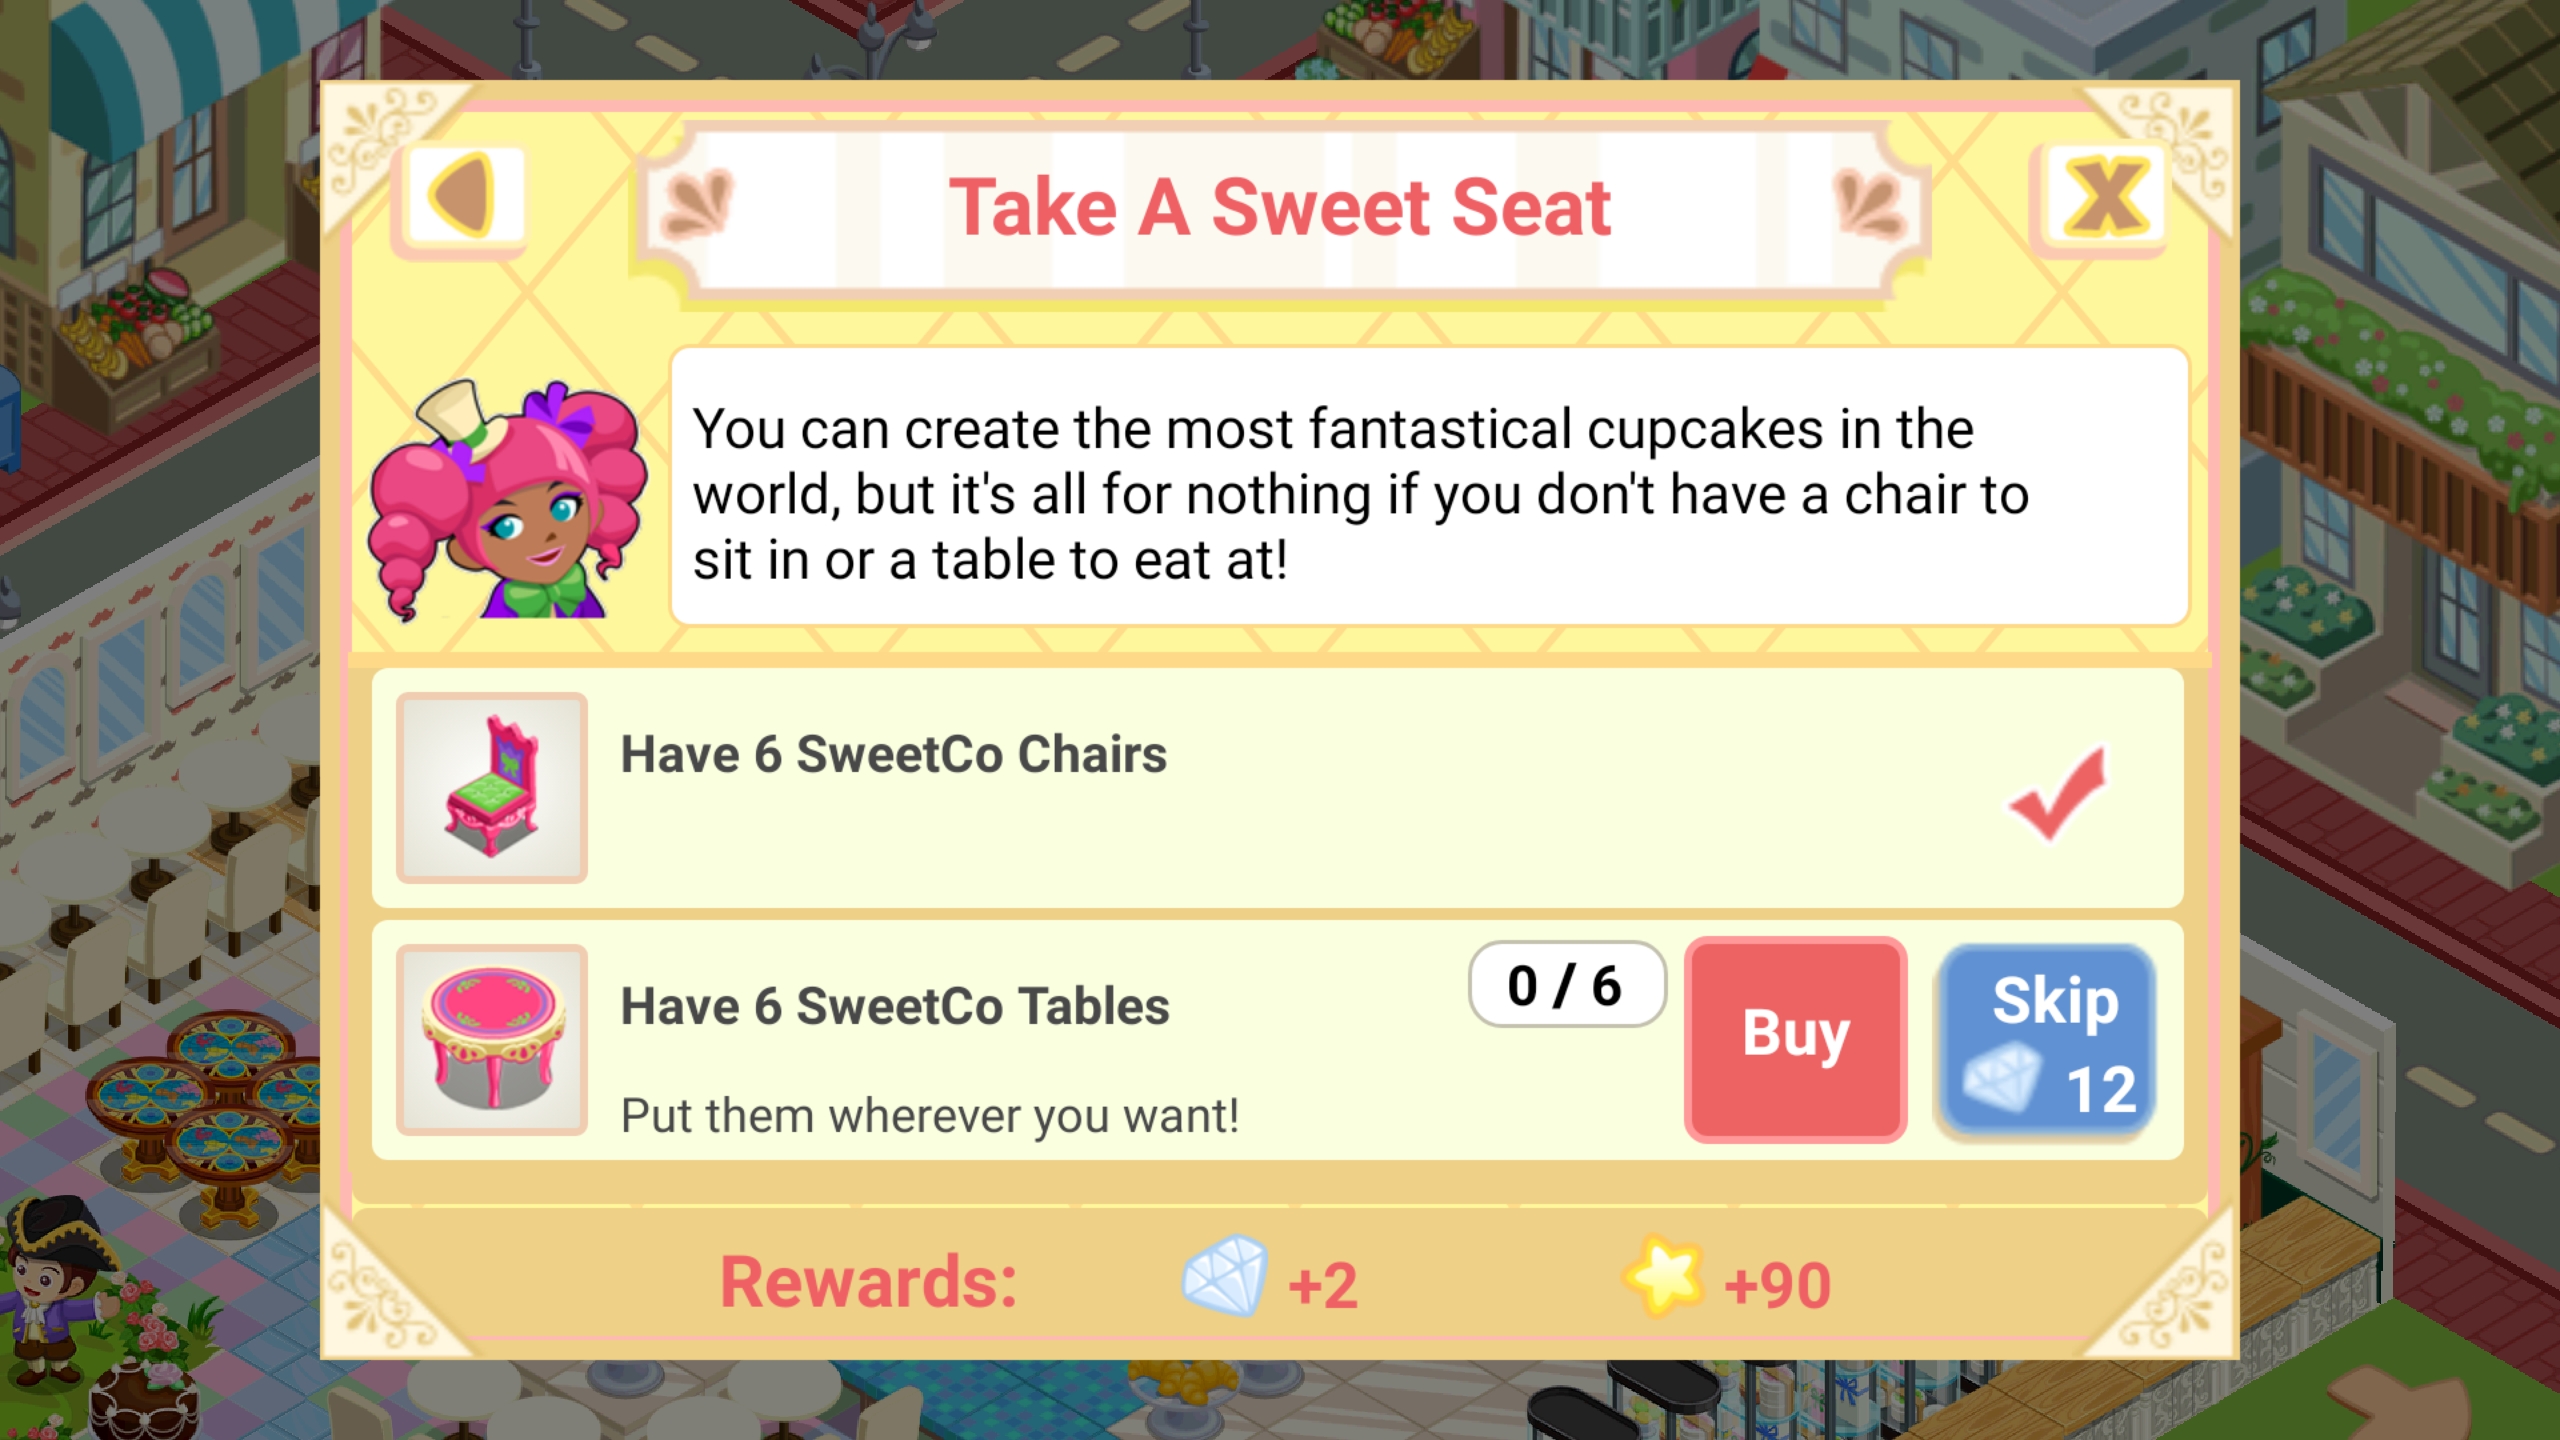 Take A Sweet Seat
You can create the most fantastical cupcakes in the
world, but it's all for nothing if you don't have a chair to
sit in or a table to eat at!
Have 6 SweetCo Chairs
Have 6 SweetCo Tables
Put them wherever you want!
0 / 6
Buy
Skip
12
Rewards: +2 +90